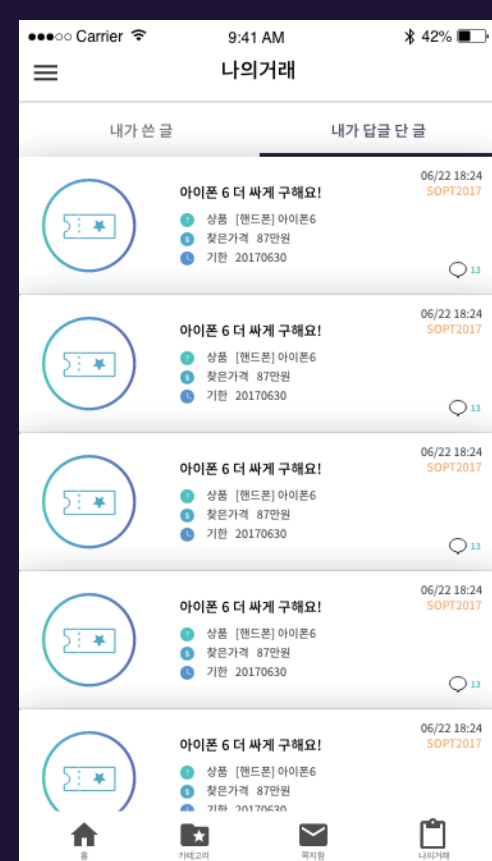 Carrier 9:41 AM 42%
나의거래
내가 쓴 글 내가 답글 단 글
06/22 18:24
아이폰 6 더 싸게 구해요! SOPT2017
? 상품 [핸드폰] 아이폰6
$ 찾은가격 87만원
기한 20170630
13
06/22 18:24
아이폰 6 더 싸게 구해요! SOPT2017
? 상품 [핸드폰] 아이폰6
$ 찾은가격 87만원
기한 20170630
13
06/22 18:24
아이폰 6 더 싸게 구해요! SOPT2017
? 상품 [핸드폰] 아이폰6
$ 찾은가격 87만원
기한 20170630
13
06/22 18:24
아이폰 6 더 싸게 구해요! SOPT2017
? 상품 [핸드폰] 아이폰6
$ 찾은가격 87만원
기한 20170630
13
06/22 18:24
아이폰 6 더 싸게 구해요! SOPT2017
? 상품 [핸드폰] 아이폰6
$ 찾은가격 87만원
기한 20170630
홈 카테고리 쪽지함 나의거래